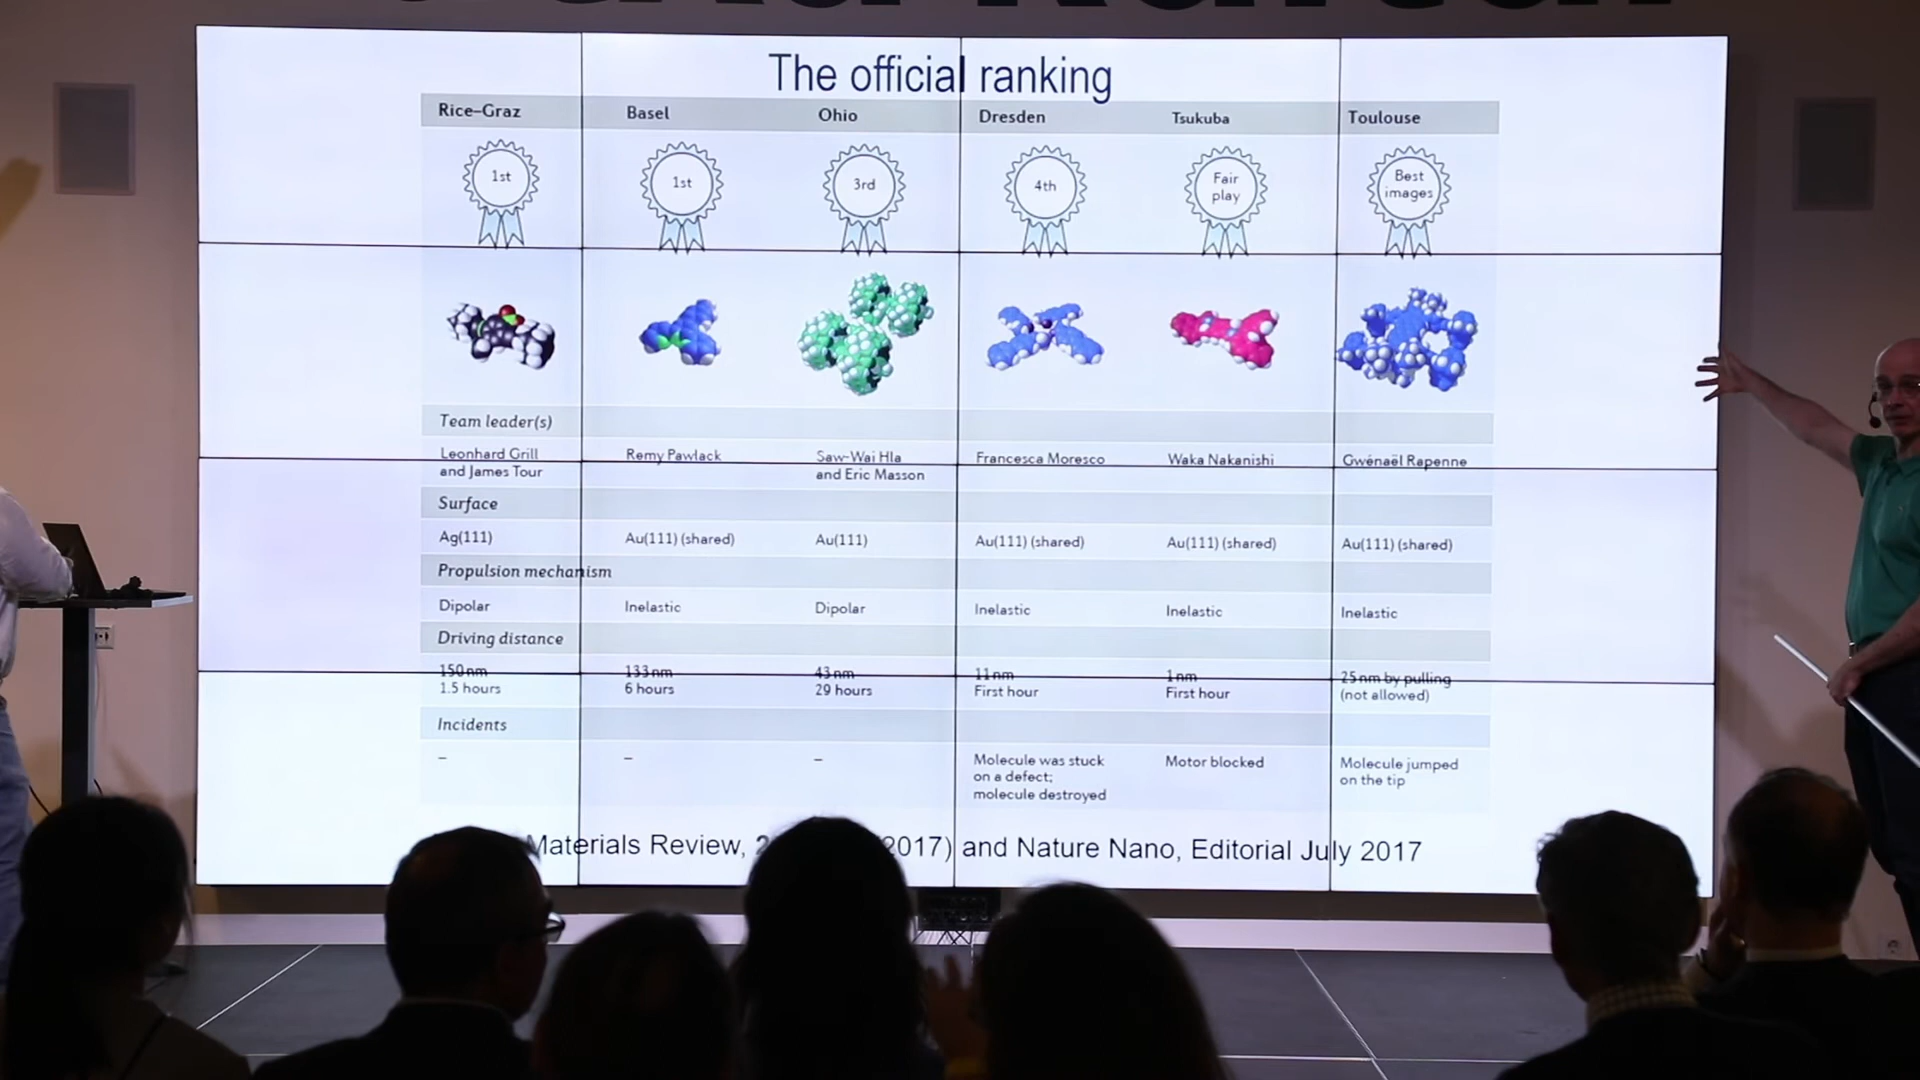 The official ranking
Rice–Graz Basel Ohio Dresden Tsukuba Toulouse
1st 1st 3rd 4th Fair play Best images
Team leader(s)
Leonhard Grill and James Tour
Remy Pawlack
Saw-Wai Hla and Eric Masson
Francesca Moresco
Waka Nakanishi
Gwénaël Rapenne
Surface
Ag(111) Au(111) (shared) Au(111) Au(111) (shared) Au(111) (shared) Au(111) (shared)
Propulsion mechanism
Dipolar Inelastic Dipolar Inelastic Inelastic Inelastic
Driving distance
150 nm 133 nm 43 nm 11 nm 1 nm 25 nm by pulling
1.5 hours 6 hours 29 hours First hour First hour (not allowed)
Incidents
– – – Molecule was stuck on a defect; molecule destroyed
Motor blocked
Molecule jumped on the tip
Materials Review, 2017) and Nature Nano, Editorial July 2017